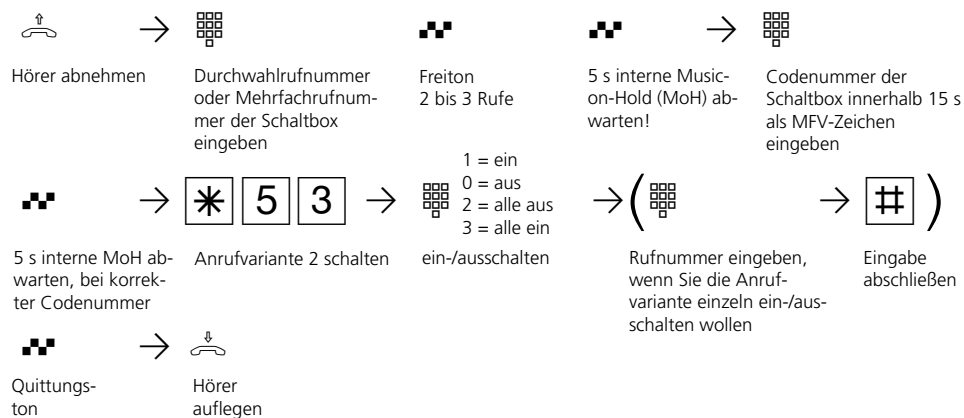 Hörer abnehmen
Durchwahlrufnummer
oder Mehrfachrufnum-
mer der Schaltbox
eingeben
Freiton
2 bis 3 Rufe
5 s interne Music-
on-Hold (MoH) ab-
warten!
Codenummer der
Schaltbox innerhalb 15 s
als MFV-Zeichen
eingeben
* 5 3
1 = ein
0 = aus
2 = alle aus
3 = alle ein
( # )
5 s interne MoH ab-
warten, bei korrek-
ter Codenummer
Anrufvariante 2 schalten
ein-/ausschalten
Rufnummer eingeben,
wenn Sie die Anruf-
variante einzeln ein-/aus-
schalten wollen
Eingabe
abschließen
Quittungs-
ton
Hörer
auflegen